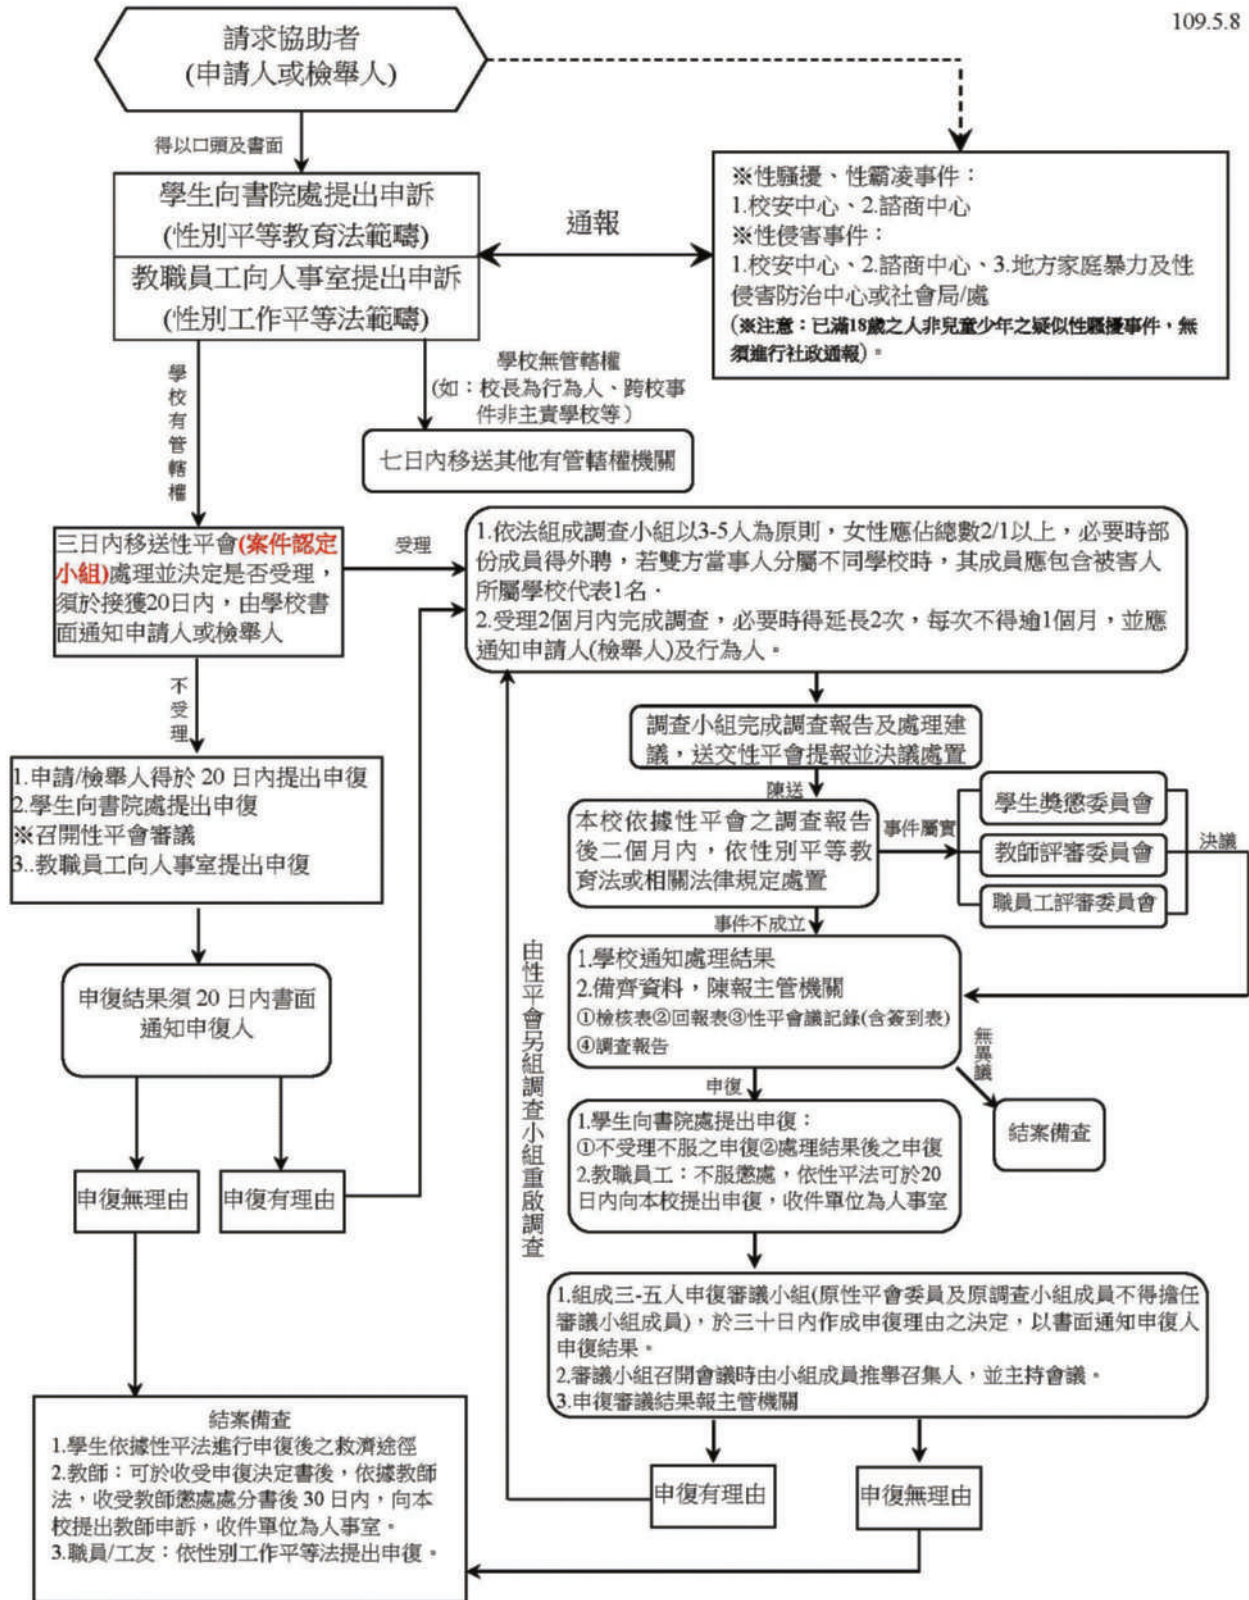 109.5.8
請求協助者
(申請人或檢舉人)
得以口頭及書面
學生向書院處提出申訴
(性別平等教育法範疇)
教職員工向人事室提出申訴
(性別工作平等法範疇)
通報
※性騷擾、性霸凌事件：
1.校安中心、2.諮商中心
※性侵害事件：
1.校安中心、2.諮商中心、3.地方家庭暴力及性
侵害防治中心或社會局/處
(※注意：已滿18歲之人非兒童少年之疑似性騷擾事件，無
須進行社政通報)。
學校有管轄權
學校無管轄權
(如：校長為行為人、跨校事
件非主責學校等)
七日內移送其他有管轄權機關
三日內移送性平會(案件認定
小組)處理並決定是否受理，
須於接獲20日內，由學校書
面通知申請人或檢舉人
受理
1.依法組成調查小組以3-5人為原則，女性應佔總數2/1以上，必要時部
份成員得外聘，若雙方當事人分屬不同學校時，其成員應包含被害人
所屬學校代表1名．
2.受理2個月內完成調查，必要時得延長2次，每次不得逾1個月，並應
通知申請人(檢舉人)及行為人。
不受理
1.申請/檢舉人得於 20 日內提出申復
2.學生向書院處提出申復
※召開性平會審議
3..教職員工向人事室提出申復
申復結果須 20 日內書面
通知申復人
申復無理由
申復有理由
調查小組完成調查報告及處理建
議，送交性平會提報並決議處置
陳送
本校依據性平會之調查報告
後二個月內，依性別平等教
育法或相關法律規定處置
事件屬實
學生獎懲委員會
教師評審委員會
職員工評審委員會
決議
事件不成立
1.學校通知處理結果
2.備齊資料，陳報主管機關
①檢核表②回報表③性平會議記錄(含簽到表)
④調查報告
無異議
結案備查
申復
1.學生向書院處提出申復：
①不受理不服之申復②處理結果後之申復
2.教職員工：不服懲處，依性平法可於20
日內向本校提出申復，收件單位為人事室
由性平會另組調查小組重啟調查
1.組成三-五人申復審議小組(原性平會委員及原調查小組成員不得擔任
審議小組成員)，於三十日內作成申復理由之決定，以書面通知申復人
申復結果。
2.審議小組召開會議時由小組成員推舉召集人，並主持會議。
3.申復審議結果報主管機關
申復有理由
申復無理由
結案備查
1.學生依據性平法進行申復後之救濟途徑
2.教師：可於收受申復決定書後，依據教師
法，收受教師懲處處分書後 30 日內，向本
校提出教師申訴，收件單位為人事室。
3.職員/工友：依性別工作平等法提出申復。